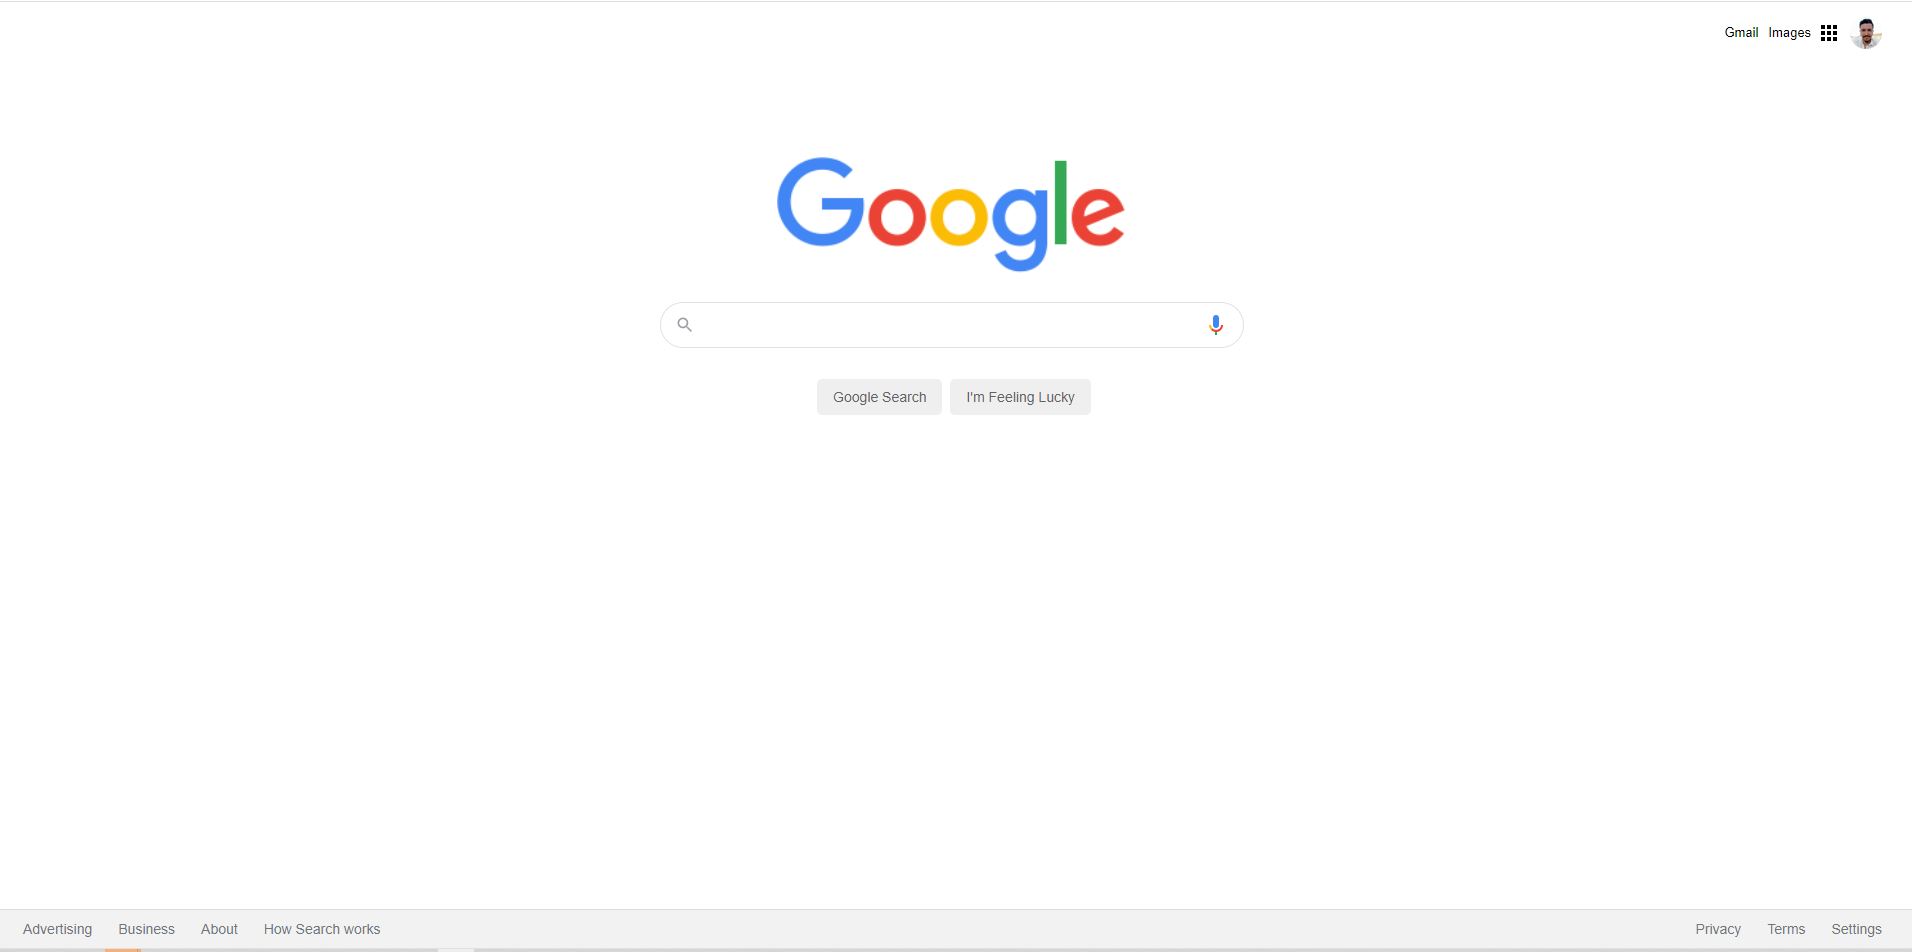 Gmail Images
Google
Google Search I'm Feeling Lucky
Advertising Business About How Search works Privacy Terms Settings